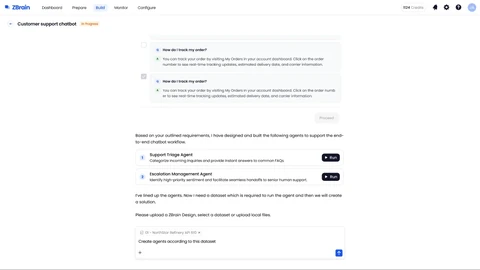 ZBrain
Dashboard
Prepare
Build
Monitor
Configure
Credits
Customer support chatbot
In Progress
How do I track my order?
You can track your order by visiting My Orders in your account dashboard. Click on the order
number to see real-time tracking updates, estimated delivery date, and carrier information.
How do I track my order?
You can track your order by visiting My Orders in your account dashboard. Click on the order numb
er to see real-time tracking updates, estimated delivery date, and carrier information.
Proceed
Based on your outlined requirements, I have designed and built the following agents to support the end-
to-end chatbot workflow.
1
Support Triage Agent
Categorize incoming inquiries and provide instant answers to common FAQs.
Run
Escalation Management Agent
Identify high-priority sentiment and facilitate seamless handoffs to senior human support.
Run
I've lined up the agents. Now I need a dataset which is required to run the agent and then we will create
a solution.
Please upload a ZBrain Design, select a dataset or upload local files.
Create agents according to this dataset